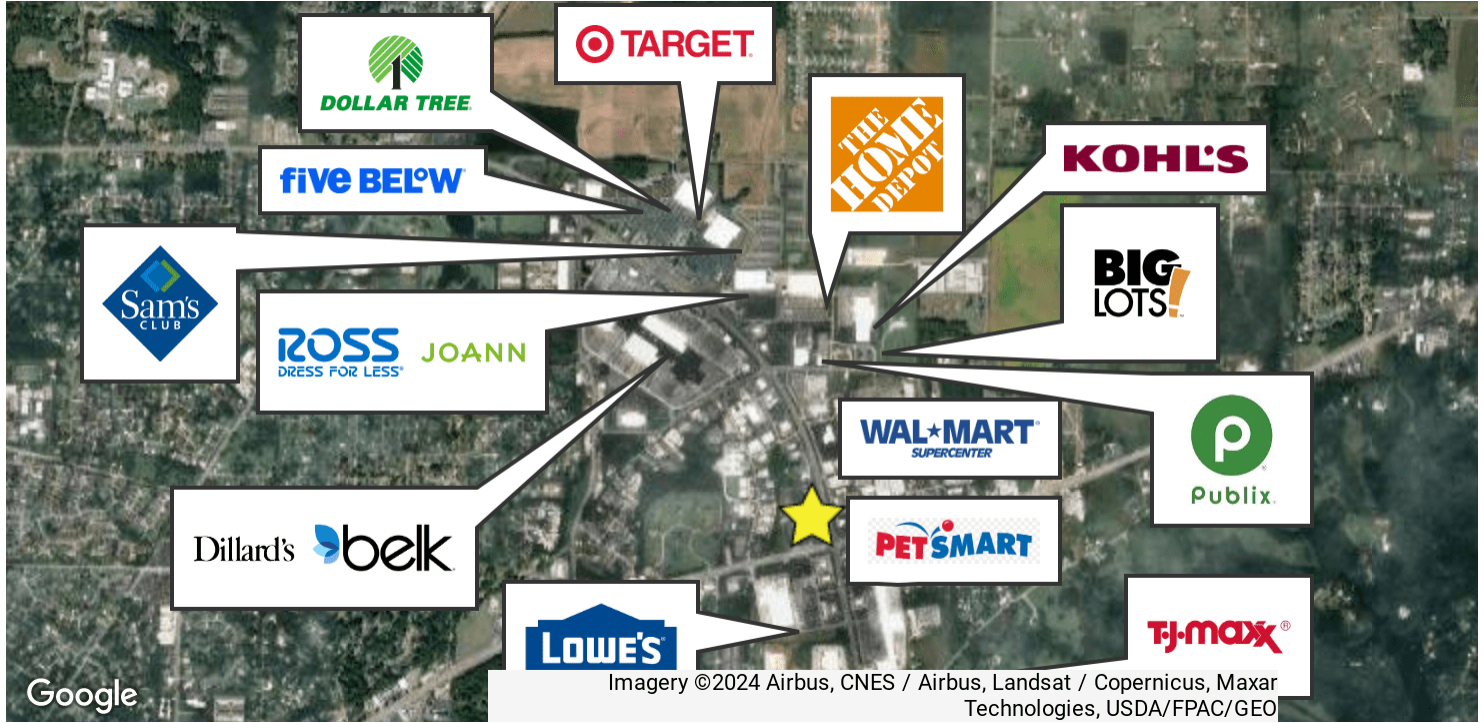 DOLLAR TREE
TARGET
THE
HOME
DEPOT
KOHL'S
five BELOW
BIG
LOTS!
Sam's
CLUB
ROSS
DRESS FOR LESS®
JOANN
WAL★MART®
SUPERCENTER
Publix®
Dillard's
belk
PETSMART
LOWE'S
T•J•maxx®
Google
Imagery ©2024 Airbus, CNES / Airbus, Landsat / Copernicus, Maxar
Technologies, USDA/FPAC/GEO